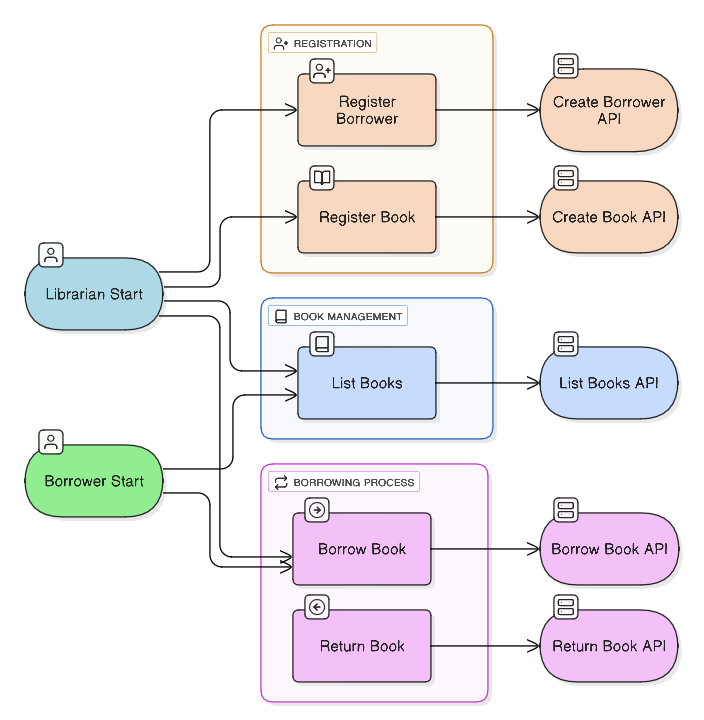 REGISTRATION
Register
Borrower
Create Borrower
API
Register Book
Create Book API
Librarian Start
BOOK MANAGEMENT
List Books
List Books API
Borrower Start
BORROWING PROCESS
Borrow Book
Borrow Book API
Return Book
Return Book API